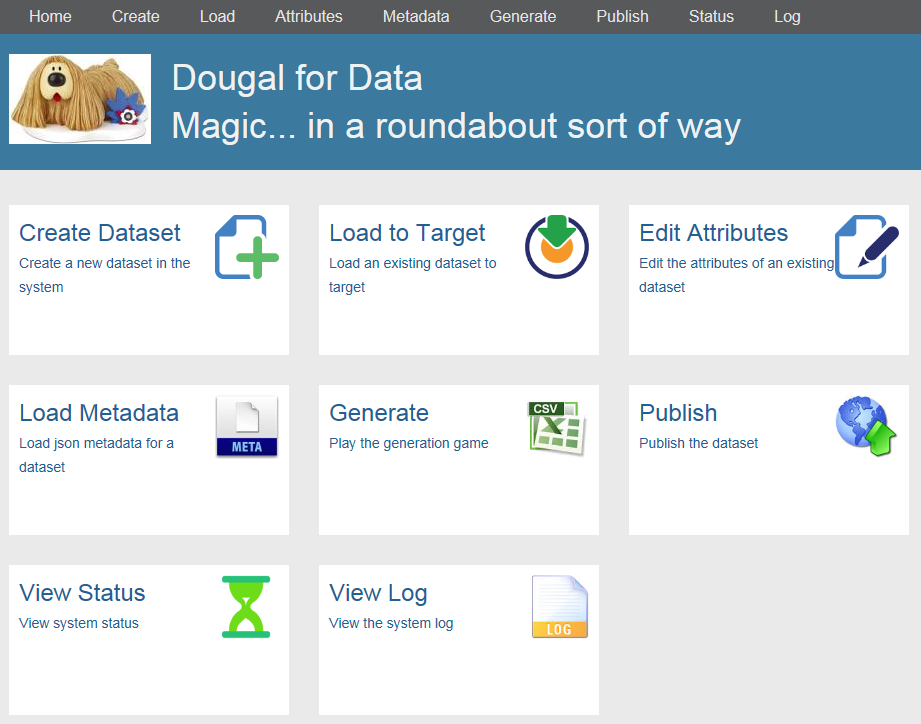 Home Create Load Attributes Metadata Generate Publish Status Log
Dougal for Data
Magic... in a roundabout sort of way
Create Dataset
Create a new dataset in the
system
Load to Target
Load an existing dataset to
target
Edit Attributes
Edit the attributes of an existing
dataset
Load Metadata
Load json metadata for a
dataset
META
Generate
Play the generation game
CSV
Publish
Publish the dataset
View Status
View system status
View Log
View the system log
LOG